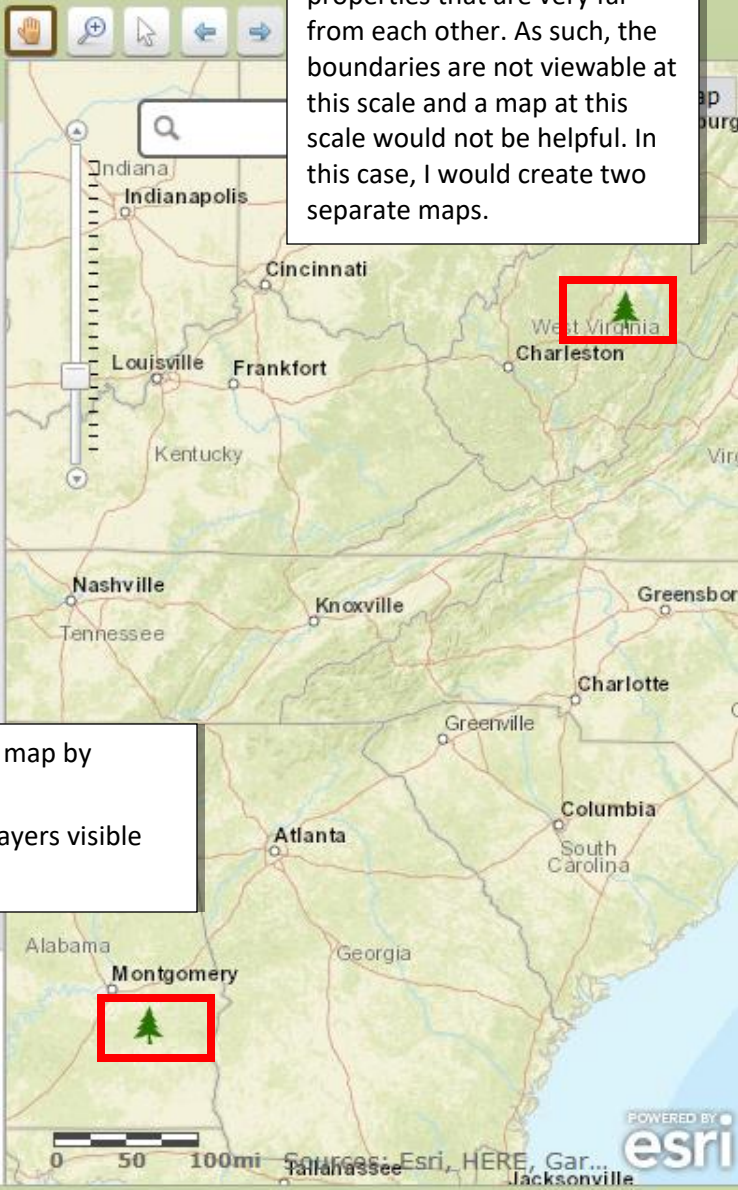 properties that are very far
from each other. As such, the
boundaries are not viewable at
this scale and a map at this
scale would not be helpful. In
this case, I would create two
separate maps.
Indiana
Indianapolis
Cincinnati
West Virginia
Charleston
Louisville
Frankfort
Kentucky
Nashville
Tennessee
Knoxville
Greensbor
Charlotte
Greenville
map by
ayers visible
Columbia
South
Carolina
Atlanta
Alabama
Georgia
Montgomery
POWERED BY
esri
0 50 100mi
Sources: Esri, HERE, Gar...
Tallahassee
Jacksonville